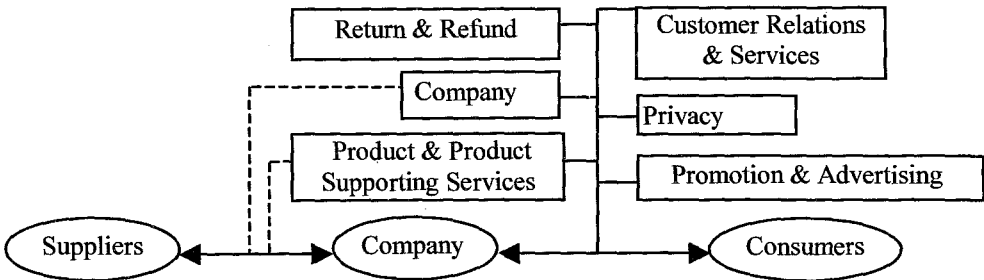 Return & Refund
Customer Relations
& Services
Company
Privacy
Product & Product
Supporting Services
Promotion & Advertising
Suppliers
Company
Consumers